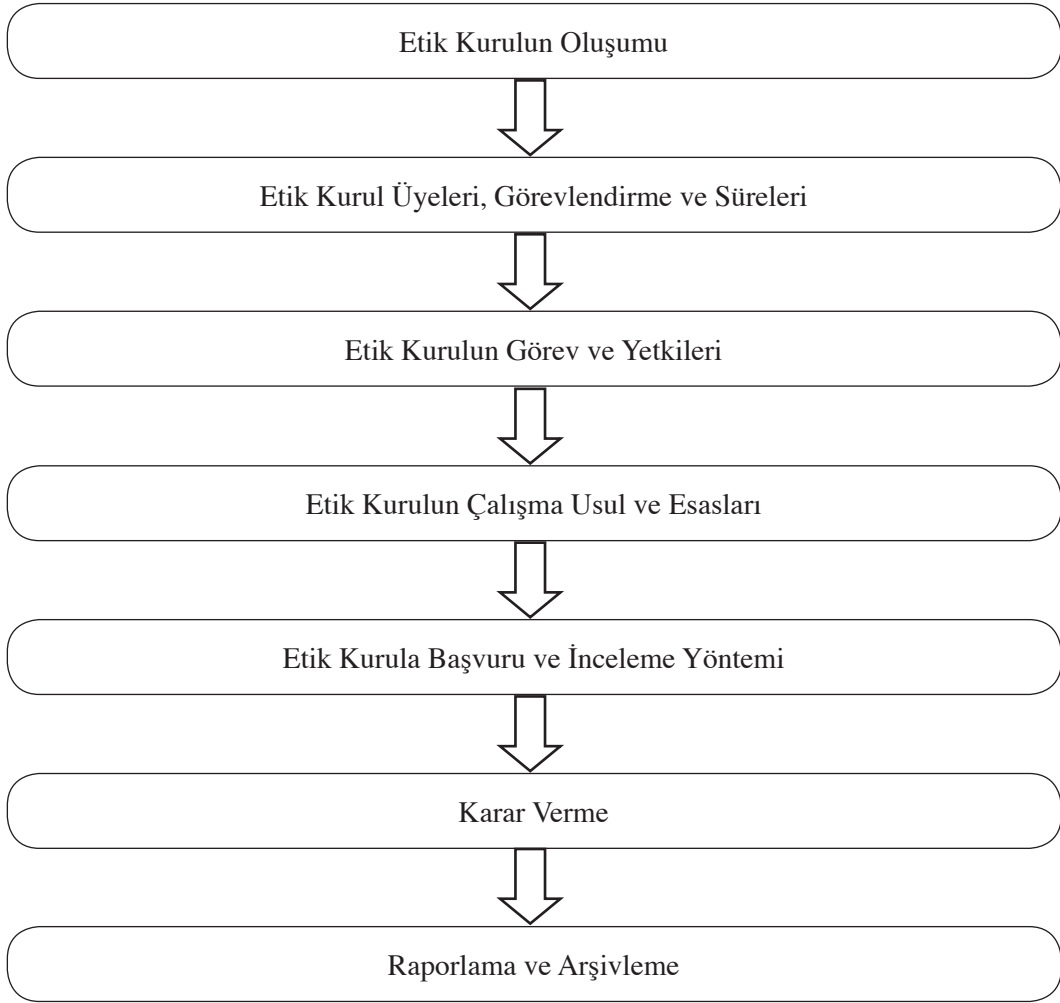 Etik Kurulun Oluşumu
Etik Kurul Üyeleri, Görevlendirme ve Süreleri
Etik Kurulun Görev ve Yetkileri
Etik Kurulun Çalışma Usul ve Esasları
Etik Kurula Başvuru ve İnceleme Yöntemi
Karar Verme
Raporlama ve Arşivleme